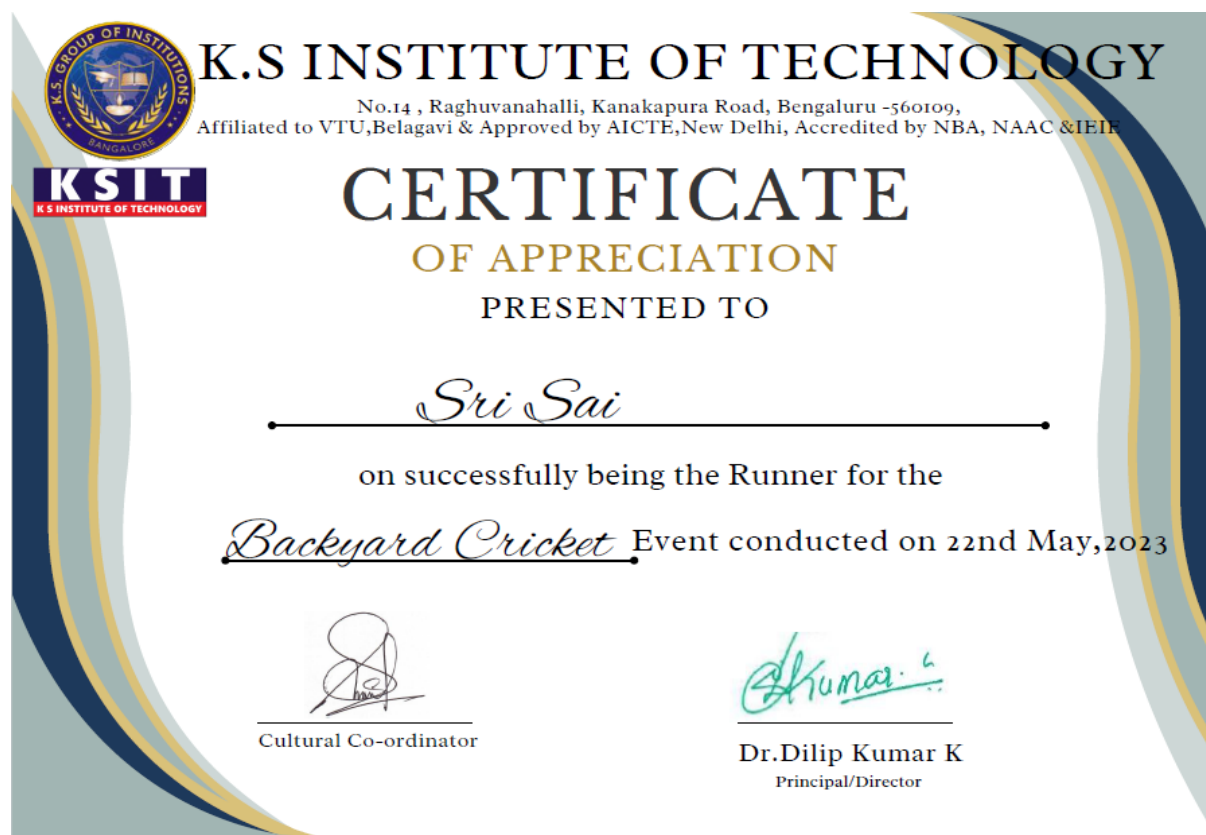 K.S. GROUP OF INSTITUTIONS
BANGALORE
KSIT
K S INSTITUTE OF TECHNOLOGY
K.S INSTITUTE OF TECHNOLOGY
No.14 , Raghuvanahalli, Kanakapura Road, Bengaluru -560109,
Affiliated to VTU,Belagavi & Approved by AICTE,New Delhi, Accredited by NBA, NAAC &IEIE
CERTIFICATE
OF APPRECIATION
PRESENTED TO
Sri Sai
on successfully being the Runner for the
Backyard Cricket Event conducted on 22nd May,2023
Kumar.
Cultural Co-ordinator
Dr.Dilip Kumar K
Principal/Director